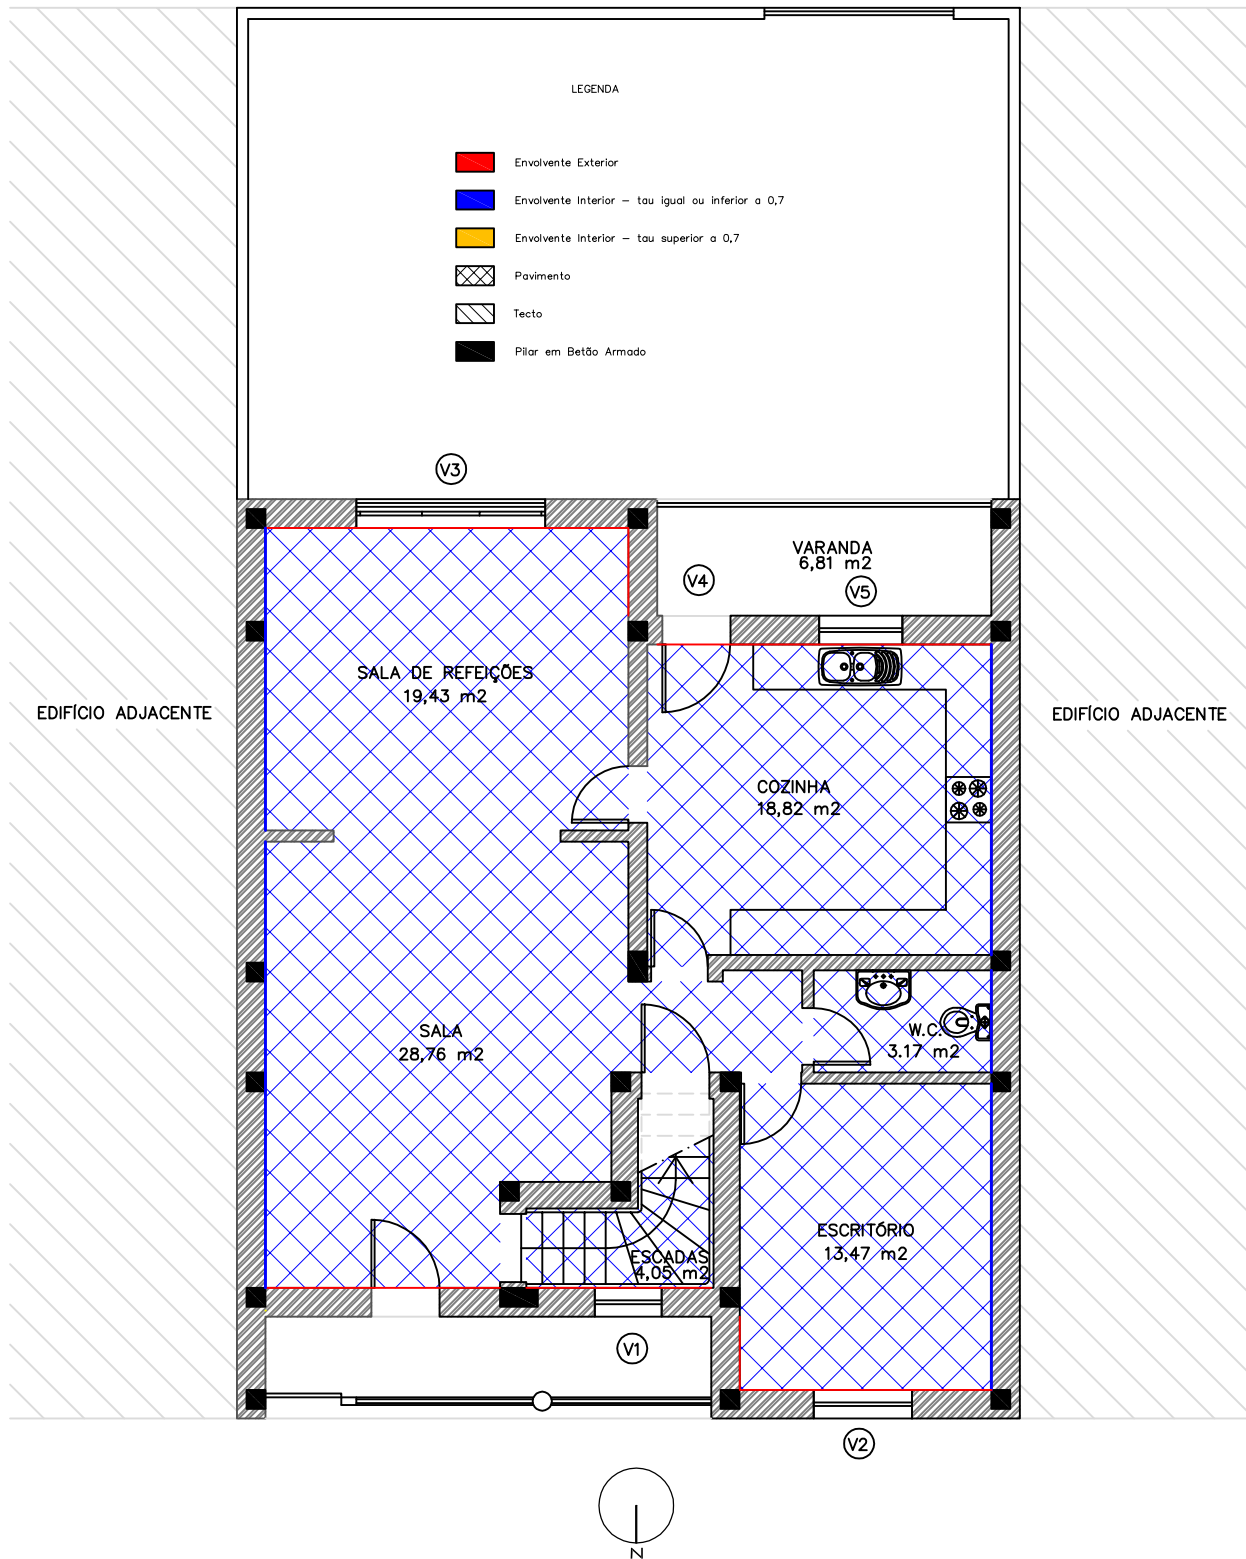 LEGENDA
Envolvente Exterior
Envolvente Interior – tau igual ou inferior a 0,7
Envolvente Interior – tau superior a 0,7
Pavimento
Tecto
Pilar em Betão Armado
V3
VARANDA
6,81 m2
V4
V5
SALA DE REFEIÇÕES
19,43 m2
EDIFÍCIO ADJACENTE
EDIFÍCIO ADJACENTE
COZINHA
18,82 m2
SALA
28,76 m2
W.C.
3.17 m2
ESCRITÓRIO
13,47 m2
ESCADAS
4,05 m2
V1
V2
N